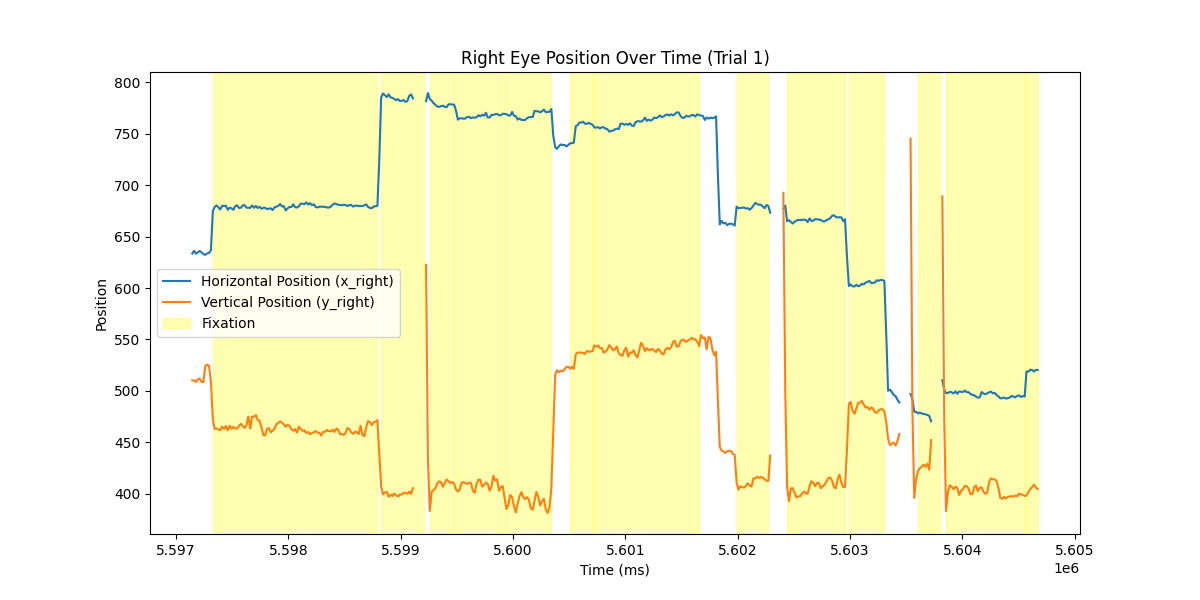 Right Eye Position Over Time (Trial 1)
800
750
700
650
600
550
500
450
400
Position
Horizontal Position (x_right)
Vertical Position (y_right)
Fixation
5.597 5.598 5.599 5.600 5.601 5.602 5.603 5.604 5.605
1e6
Time (ms)